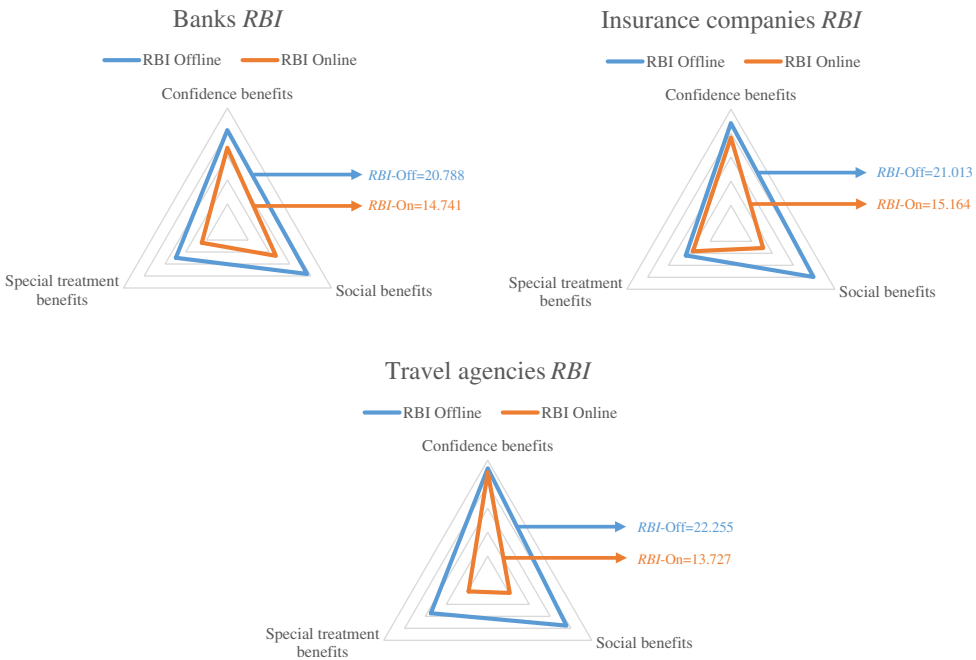 Banks RBI
RBI Offline RBI Online
Confidence benefits
RBI-Off=20.788
RBI-On=14.741
Special treatment
benefits
Social benefits
Insurance companies RBI
RBI Offline RBI Online
Confidence benefits
RBI-Off=21.013
RBI-On=15.164
Special treatment
benefits
Social benefits
Travel agencies RBI
RBI Offline RBI Online
Confidence benefits
RBI-Off=22.255
RBI-On=13.727
Special treatment
benefits
Social benefits